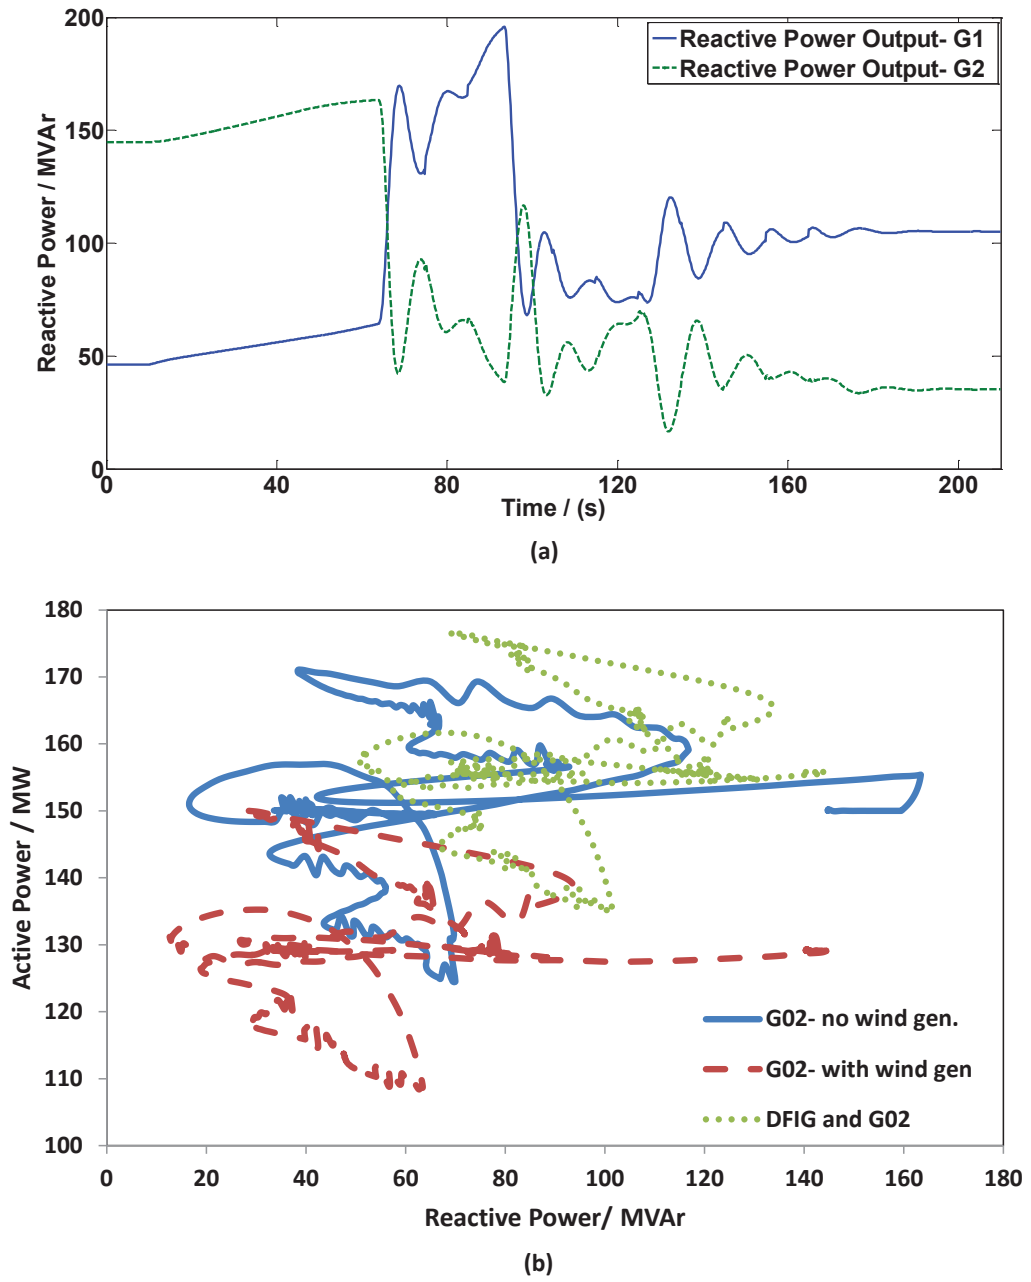 200
150
100
50
0
Reactive Power / MVAr
Reactive Power Output- G1
Reactive Power Output- G2
0 40 80 120 160 200
Time / (s)
(a)
180
170
160
150
140
130
120
110
100
Active Power / MW
G02- no wind gen.
G02- with wind gen
DFIG and G02
0 20 40 60 80 100 120 140 160 180
Reactive Power/ MVAr
(b)